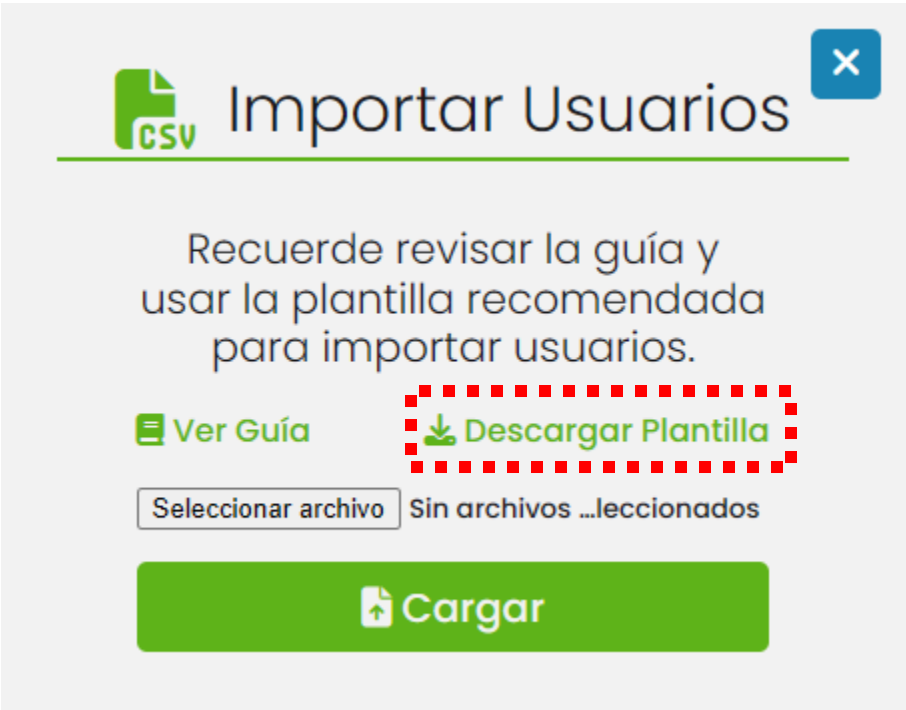 CSV Importar Usuarios
Recuerde revisar la guía y
usar la plantilla recomendada
para importar usuarios.
Ver Guía Descargar Plantilla
Seleccionar archivo Sin archivos ...leccionados
Cargar